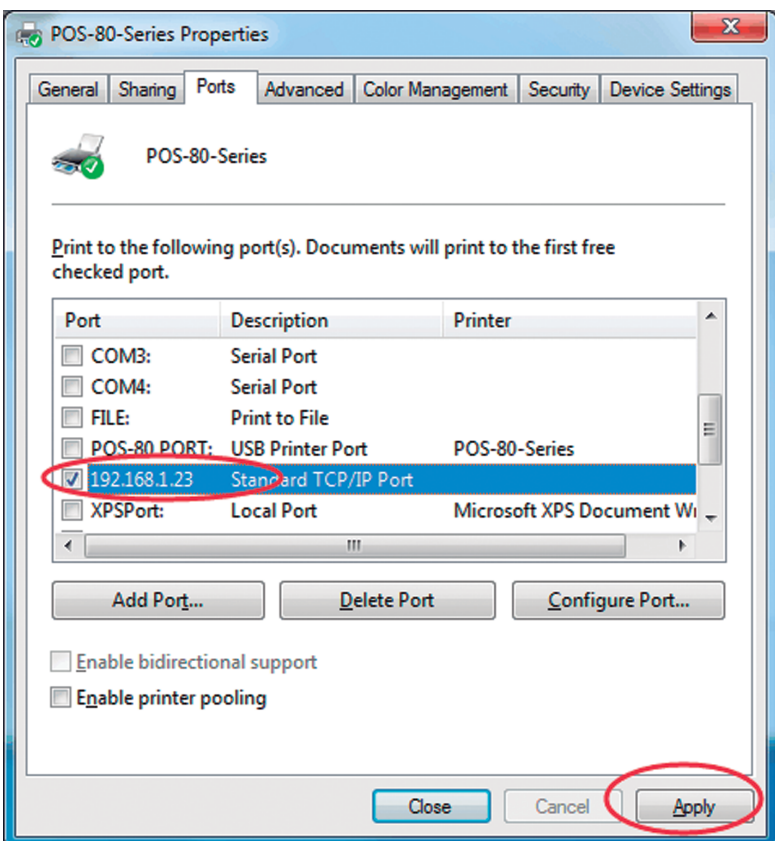 POS-80-Series Properties
General Sharing Ports Advanced Color Management Security Device Settings
POS-80-Series
Print to the following port(s). Documents will print to the first free
checked port.
Port Description Printer
COM3: Serial Port
COM4: Serial Port
FILE: Print to File
POS-80 PORT: USB Printer Port POS-80-Series
192.168.1.23 Standard TCP/IP Port
XPSPort: Local Port Microsoft XPS Document Wr
Add Port... Delete Port Configure Port...
Enable bidirectional support
Enable printer pooling
Close Cancel Apply